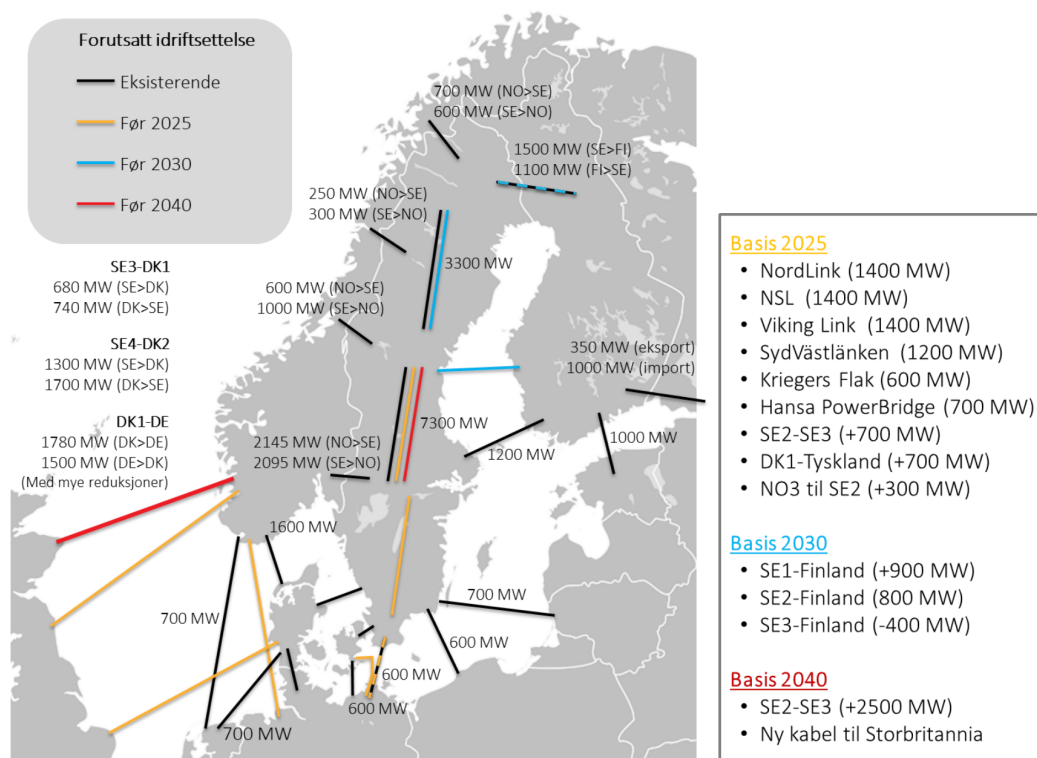 Forutsatt idriftsettelse
Eksisterende
Før 2025
Før 2030
Før 2040
SE3-DK1
680 MW (SE>DK)
740 MW (DK>SE)
SE4-DK2
1300 MW (SE>DK)
1700 MW (DK>SE)
DK1-DE
1780 MW (DK>DE)
1500 MW (DE>DK)
(Med mye reduksjoner)
700 MW (NO>SE)
600 MW (SE>NO)
1500 MW (SE>FI)
1100 MW (FI>SE)
250 MW (NO>SE)
300 MW (SE>NO)
3300 MW
600 MW (NO>SE)
1000 MW (SE>NO)
350 MW (eksport)
1000 MW (import)
7300 MW
2145 MW (NO>SE)
2095 MW (SE>NO)
1200 MW
1000 MW
1600 MW
700 MW
700 MW
600 MW
600 MW
600 MW
700 MW
Basis 2025
• NordLink (1400 MW)
• NSL (1400 MW)
• Viking Link (1400 MW)
• SydVästlänken (1200 MW)
• Kriegers Flak (600 MW)
• Hansa PowerBridge (700 MW)
• SE2-SE3 (+700 MW)
• DK1-Tyskland (+700 MW)
• NO3 til SE2 (+300 MW)
Basis 2030
• SE1-Finland (+900 MW)
• SE2-Finland (800 MW)
• SE3-Finland (-400 MW)
Basis 2040
• SE2-SE3 (+2500 MW)
• Ny kabel til Storbritannia